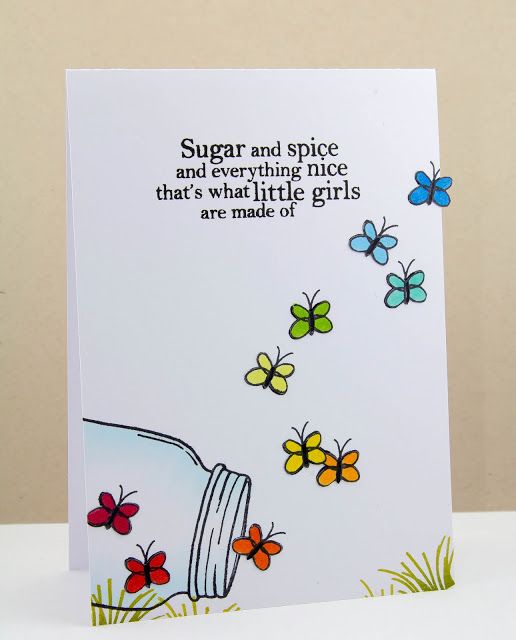 Sugar and spice
and everything nice
that's what little girls
are made of